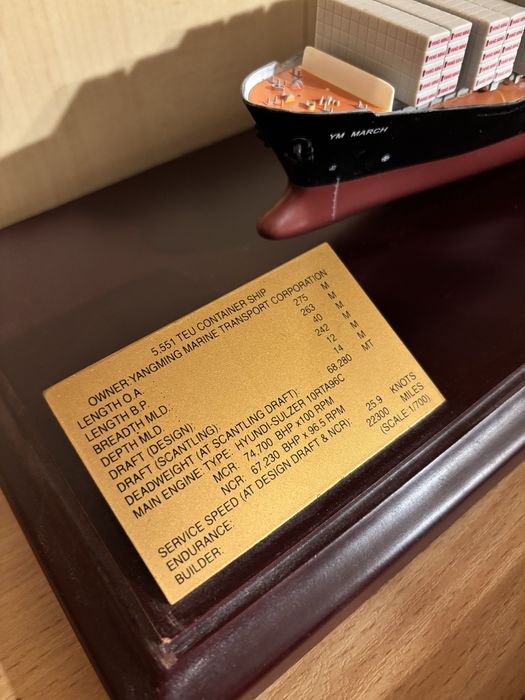 YM MARCH
5.551 TEU CONTAINER SHIP
OWNER:YANGMING MARINE TRANSPORT CORPORATION
LENGTH O.A.: 275 M
LENGTH B.P.: 263 M
BREADTH MLD.: 40 M
DEPTH MLD.: 242 M
DRAFT (DESIGN): 12 M
DRAFT (SCANTLING): 14 M
DEADWEIGHT (AT SCANTLING DRAFT): 68.280 MT
MAIN ENGINE: TYPE: HYUNDI-SULZER 10RTA96C
MCR: 74,700 BHP x100 RPM
NCR: 67.230 BHP x 96.5 RPM
SERVICE SPEED (AT DESIGN DRAFT & NCR): 25.9 KNOTS
ENDURANCE: 22300 MILES
BUILDER: (SCALE:1/700)